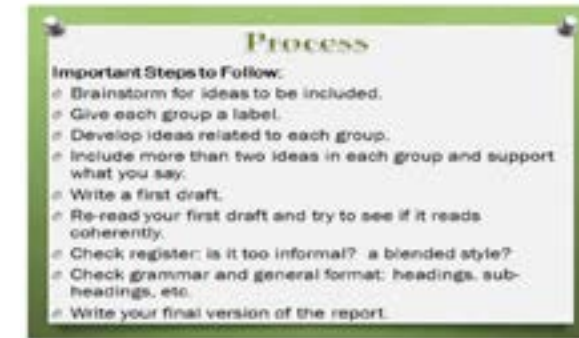 Process
Important Steps to Follow:
Brainstorm for ideas to be included.
Give each group a label.
Develop ideas related to each group.
Include more than two ideas in each group and support
what you say.
Write a first draft.
Re-read your first draft and try to see if it reads
coherently.
Check register: is it too informal? a blended style?
Check grammar and general format: headings, sub-
headings, etc.
Write your final version of the report.